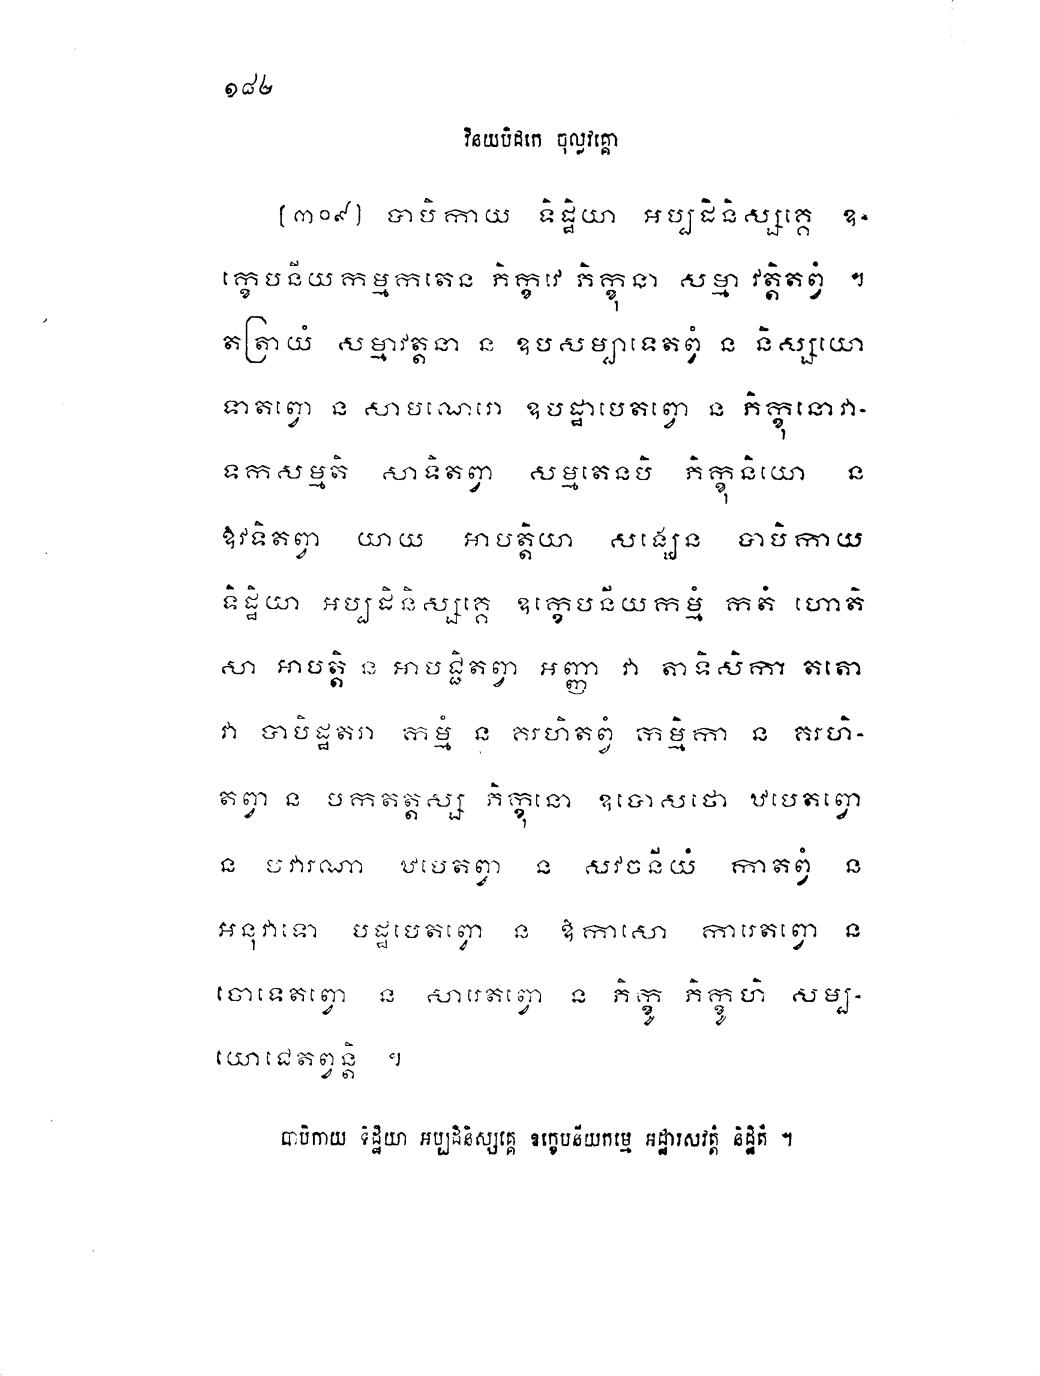 ១៨២
វិនយបិដកេ ចុល្លវគ្គោ
(៣០៩) បាបិកាយ ទិដ្ឋិយា អប្បដិនិស្សគ្គេ ឧ-
ក្ខេបនីយកម្មកតេន ភិក្ខវេ ភិក្ខុនា សម្មា វត្តិតព្វំ ។
តត្រាយំ សម្មាវត្តនា ន ឧបសម្បាទេតព្វំ ន និស្សយោ
ទាតព្វោ ន សាមណេរោ ឧបដ្ឋាបេតព្វោ ន ភិក្ខុនោវា-
ទកសម្មតិ សាទិតព្វា សម្មតេនបិ ភិក្ខុនិយោ ន
ឱវទិតព្វា យាយ អាបត្តិយា សង្ឃេន បាបិកាយ
ទិដ្ឋិយា អប្បដិនិស្សគ្គេ ឧក្ខេបនីយកម្មំ កតំ ហោតិ
សា អាបត្តិ ន អាបជ្ជិតព្វា អញ្ញា វា តាទិសិកា តតោ
វា បាបិដ្ឋតរា កម្មំ ន គរហិតព្វំ កម្មិកា ន គរហិ-
តព្វា ន បកតត្តស្ស ភិក្ខុនោ ឧបោសថោ ឋបេតព្វោ
ន បវារណា ឋបេតព្វា ន សវចនីយំ កាតព្វំ ន
អនុវាទោ បដ្ឋបេតព្វោ ន ឱកាសោ ការេតព្វោ ន
ចោទេតព្វោ ន សារេតព្វោ ន ភិក្ខូ ភិក្ខូហិ សម្ប-
យោជេតព្វន្តិ ។
បាបិកាយ ទិដ្ឋិយា អប្បដិនិស្សគ្គេ ឧក្ខេបនីយកម្មេ អដ្ឋារសវត្តំ និដ្ឋិតំ ។